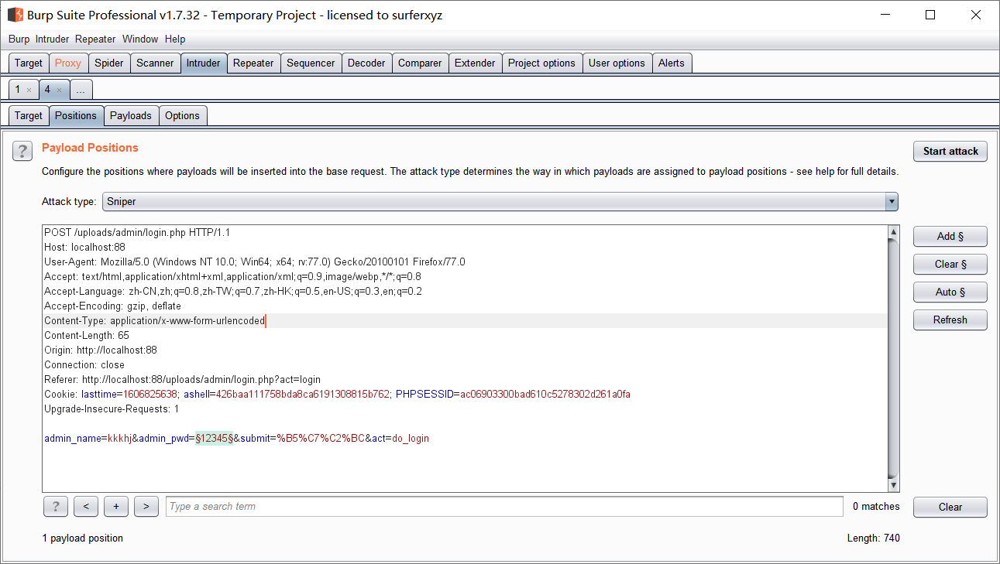 Burp Suite Professional v1.7.32 - Temporary Project - licensed to surferxyz
Burp Intruder Repeater Window Help
Target Proxy Spider Scanner Intruder Repeater Sequencer Decoder Comparer Extender Project options User options Alerts
1 × 4 × ...
Target Positions Payloads Options
? Payload Positions Start attack
Configure the positions where payloads will be inserted into the base request. The attack type determines the way in which payloads are assigned to payload positions - see help for full details.
Attack type: Sniper
POST /uploads/admin/login.php HTTP/1.1 Add §
Host: localhost:88
User-Agent: Mozilla/5.0 (Windows NT 10.0; Win64; x64; rv:77.0) Gecko/20100101 Firefox/77.0 Clear §
Accept: text/html,application/xhtml+xml,application/xml;q=0.9,image/webp,*/*;q=0.8
Accept-Language: zh-CN,zh;q=0.8,zh-TW;q=0.7,zh-HK;q=0.5,en-US;q=0.3,en;q=0.2 Auto §
Accept-Encoding: gzip, deflate
Content-Type: application/x-www-form-urlencoded Refresh
Content-Length: 65
Origin: http://localhost:88
Connection: close
Referer: http://localhost:88/uploads/admin/login.php?act=login
Cookie: lasttime=1606825638; ashell=426baa111758bda8ca6191308815b762; PHPSESSID=ac06903300bad610c5278302d261a0fa
Upgrade-Insecure-Requests: 1
admin_name=kkkhj&admin_pwd=§12345§&submit=%B5%C7%C2%BC&act=do_login
? < + > Type a search term 0 matches Clear
1 payload position Length: 740